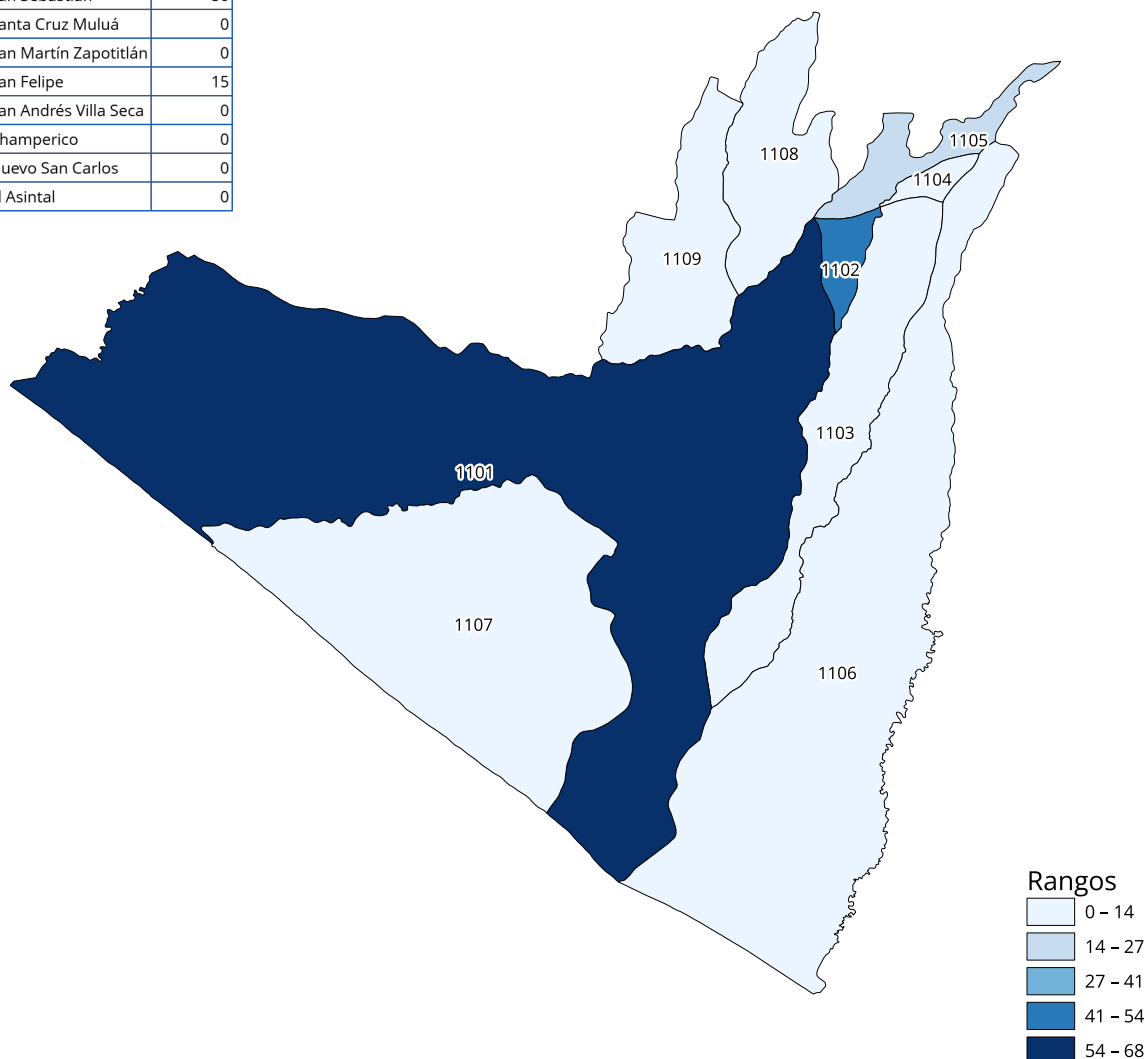 anta Cruz Muluá 0
an Martín Zapotitlán 0
an Felipe 15
an Andrés Villa Seca 0
hamperico 0
uevo San Carlos 0
l Asintal 0
1108
1105
1104
1109
1102
1103
1101
1107
1106
Rangos
0 – 14
14 – 27
27 – 41
41 – 54
54 – 68